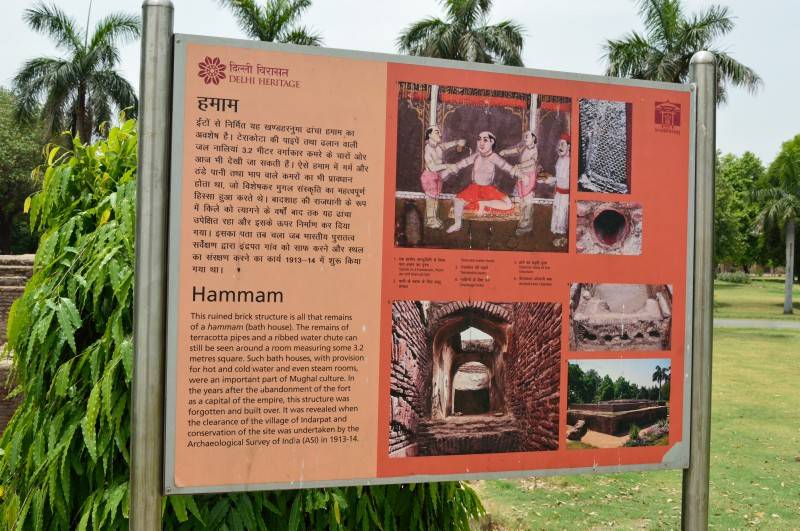 दिल्ली विरासत
DELHI HERITAGE
हमाम
ईंटों से निर्मित यह खण्डहरनुमा ढांचा हमाम का
अवशेष है। टेराकोटा की पाइपें तथा ढलान वाली
जल नालियां 3.2 मीटर वर्गाकार कमरे के चारों ओर
आज भी देखी जा सकती हैं। ऐसे हमाम में गर्म और
ठंडे पानी तथा भाप वाले कमरों का भी प्रावधान
होता था, जो विशेषकर मुगल संस्कृति का महत्वपूर्ण
हिस्सा हुआ करते थे। बादशाह की राजधानी के रूप
में किले को त्यागने के वर्षों बाद तक यह ढांचा
उपेक्षित रहा और इसके ऊपर निर्माण कर दिया
गया। इसका पता तब चला जब भारतीय पुरातत्व
सर्वेक्षण द्वारा इंद्रपत गांव को साफ करने और स्थल
का संरक्षण करने का कार्य 1913-14 में शुरू किया
गया था।
Hammam
This ruined brick structure is all that remains
of a hammam (bath house). The remains of
terracotta pipes and a ribbed water chute can
still be seen around a room measuring some 3.2
metres square. Such bath houses, with provision
for hot and cold water and even steam rooms,
were an important part of Mughal culture. In
the years after the abandonment of the fort
as a capital of the empire, this structure was
forgotten and built over. It was revealed when
the clearance of the village of Indarpat and
conservation of the site was undertaken by the
Archaeological Survey of India (ASI) in 1913-14.